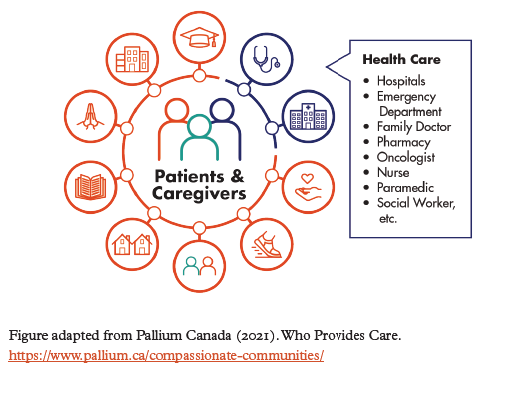 Patients &
Caregivers
Health Care
• Hospitals
• Emergency
Department
• Family Doctor
• Pharmacy
• Oncologist
• Nurse
• Paramedic
• Social Worker,
etc.
Figure adapted from Pallium Canada (2021). Who Provides Care.
https://www.pallium.ca/compassionate-communities/